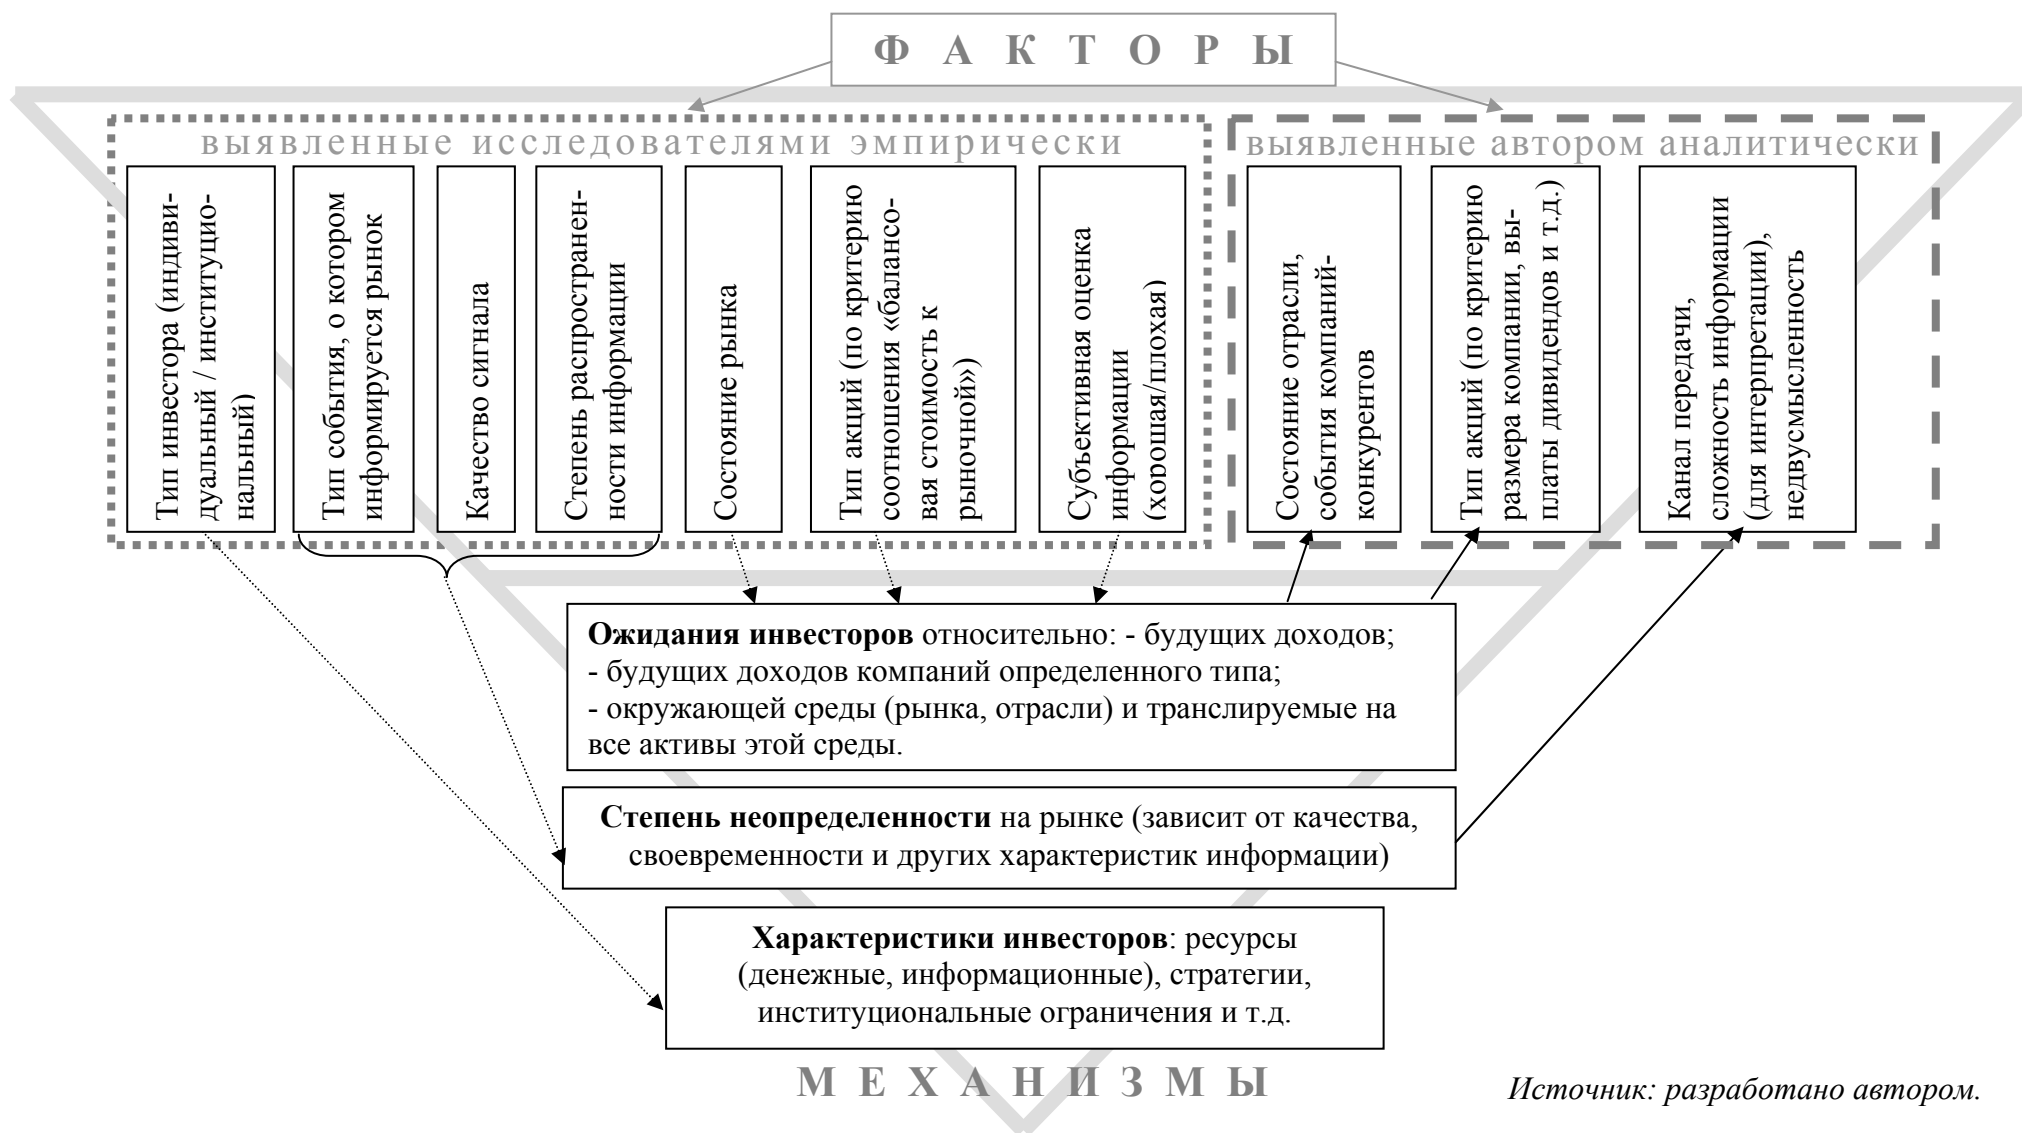 ФАКТОРЫ
выявленные исследователями эмпирически
выявленные автором аналитически
Тип инвестора (индиви-
дуальный / институцио-
нальный)
Тип события, о котором
информируется рынок
Качество сигнала
Степень распространен-
ности информации
Состояние рынка
Тип акций (по критерию
соотношения «балансо-
вая стоимость к
рыночной»)
Субъективная оценка
информации
(хорошая/плохая)
Состояние отрасли,
события компаний-
конкурентов
Тип акций (по критерию
размера компании, вы-
платы дивидендов и т.д.)
Канал передачи,
сложность информации
(для интерпретации),
недвусмысленность
Ожидания инвесторов относительно: - будущих доходов;
- будущих доходов компаний определенного типа;
- окружающей среды (рынка, отрасли) и транслируемые на
все активы этой среды.
Степень неопределенности на рынке (зависит от качества,
своевременности и других характеристик информации)
Характеристики инвесторов: ресурсы
(денежные, информационные), стратегии,
институциональные ограничения и т.д.
МЕХАНИЗМЫ
Источник: разработано автором.